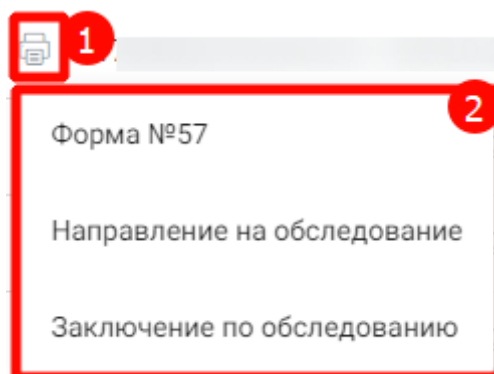 1
2
Форма №57
Направление на обследование
Заключение по обследованию